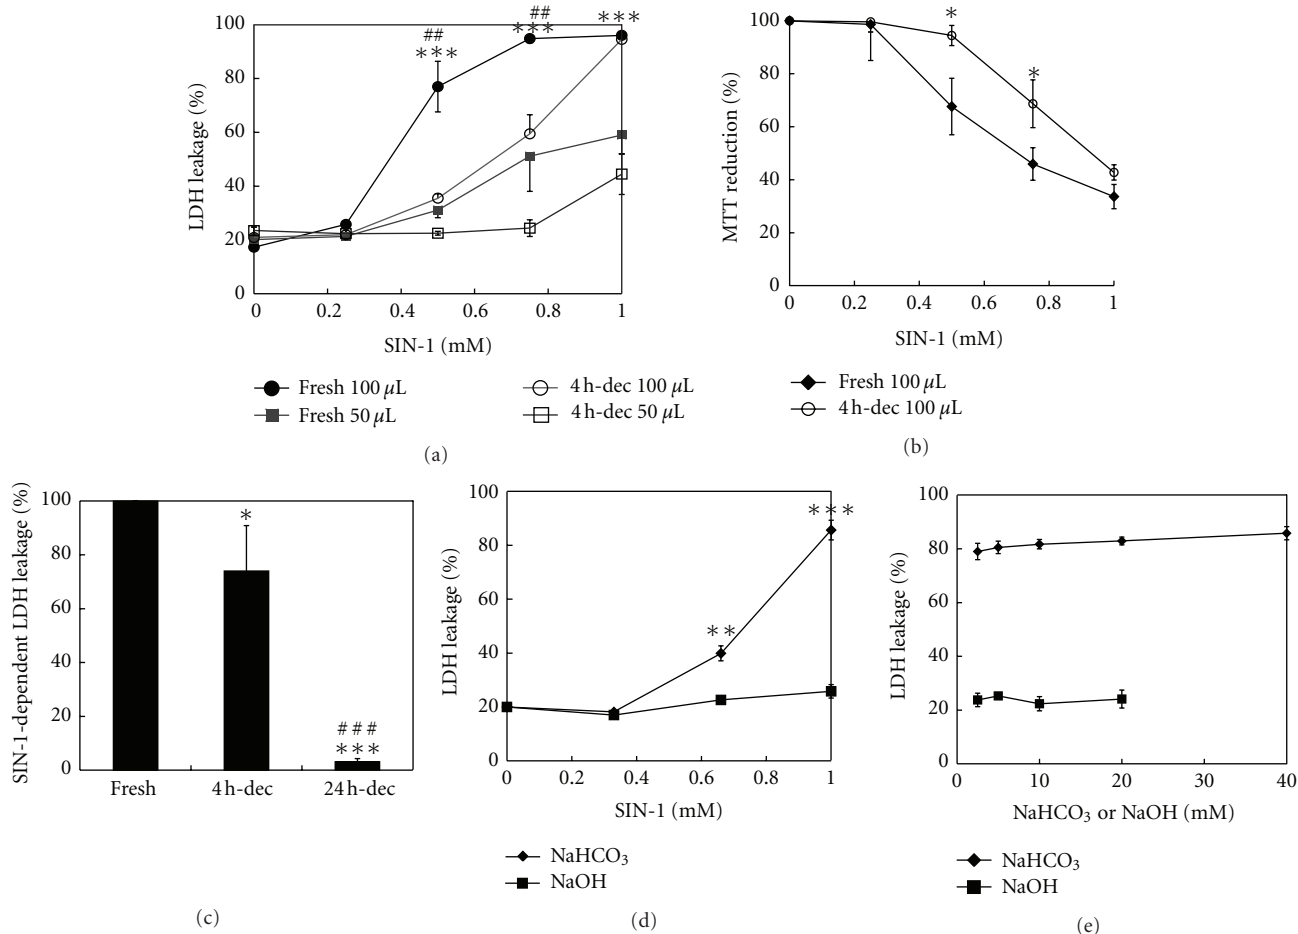 100
80
60
40
20
0
LDH leakage (%)
##
∗∗∗
##
∗∗∗
∗∗∗
0
0.2
0.4
0.6
0.8
1
SIN-1 (mM)
Fresh 100 μL
Fresh 50 μL
4 h-dec 100 μL
4 h-dec 50 μL
(a)
100
80
60
40
20
0
MTT reduction (%)
∗
∗
0
0.2
0.4
0.6
0.8
1
SIN-1 (mM)
Fresh 100 μL
4 h-dec 100 μL
(b)
100
80
60
40
20
0
SIN-1-dependent LDH leakage (%)
∗
###
∗∗∗
Fresh
4 h-dec
24 h-dec
(c)
100
80
60
40
20
0
LDH leakage (%)
∗∗
∗∗∗
0
0.2
0.4
0.6
0.8
1
SIN-1 (mM)
NaHCO₃
NaOH
(d)
100
80
60
40
20
0
LDH leakage (%)
0
10
20
30
40
NaHCO₃ or NaOH (mM)
NaHCO₃
NaOH
(e)